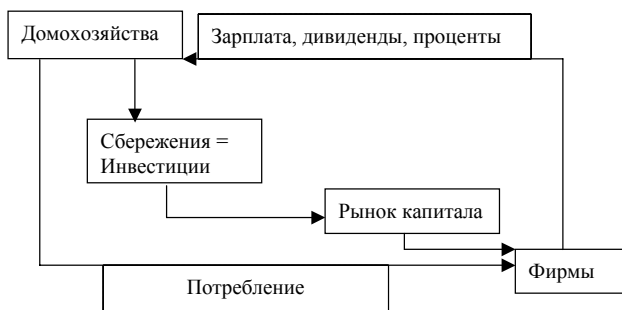 Домохозяйства
Зарплата, дивиденды, проценты
Сбережения =
Инвестиции
Рынок капитала
Фирмы
Потребление